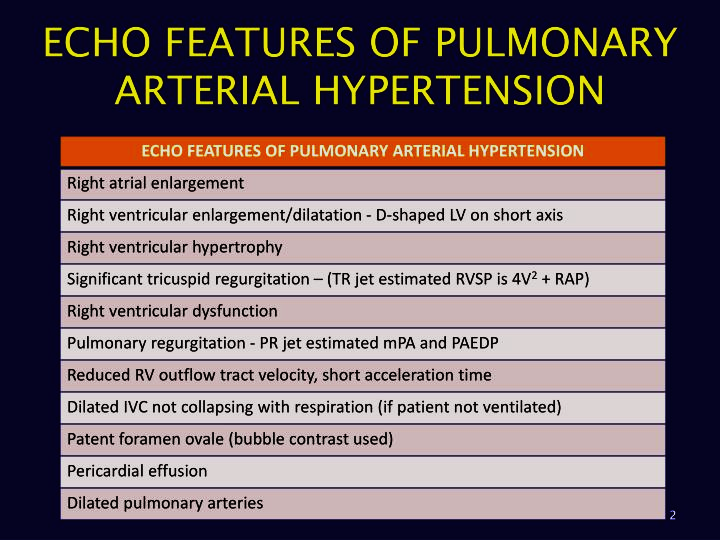 ECHO FEATURES OF PULMONARY
ARTERIAL HYPERTENSION
ECHO FEATURES OF PULMONARY ARTERIAL HYPERTENSION
Right atrial enlargement
Right ventricular enlargement/dilatation - D-shaped LV on short axis
Right ventricular hypertrophy
Significant tricuspid regurgitation – (TR jet estimated RVSP is 4V² + RAP)
Right ventricular dysfunction
Pulmonary regurgitation - PR jet estimated mPA and PAEDP
Reduced RV outflow tract velocity, short acceleration time
Dilated IVC not collapsing with respiration (if patient not ventilated)
Patent foramen ovale (bubble contrast used)
Pericardial effusion
Dilated pulmonary arteries
2